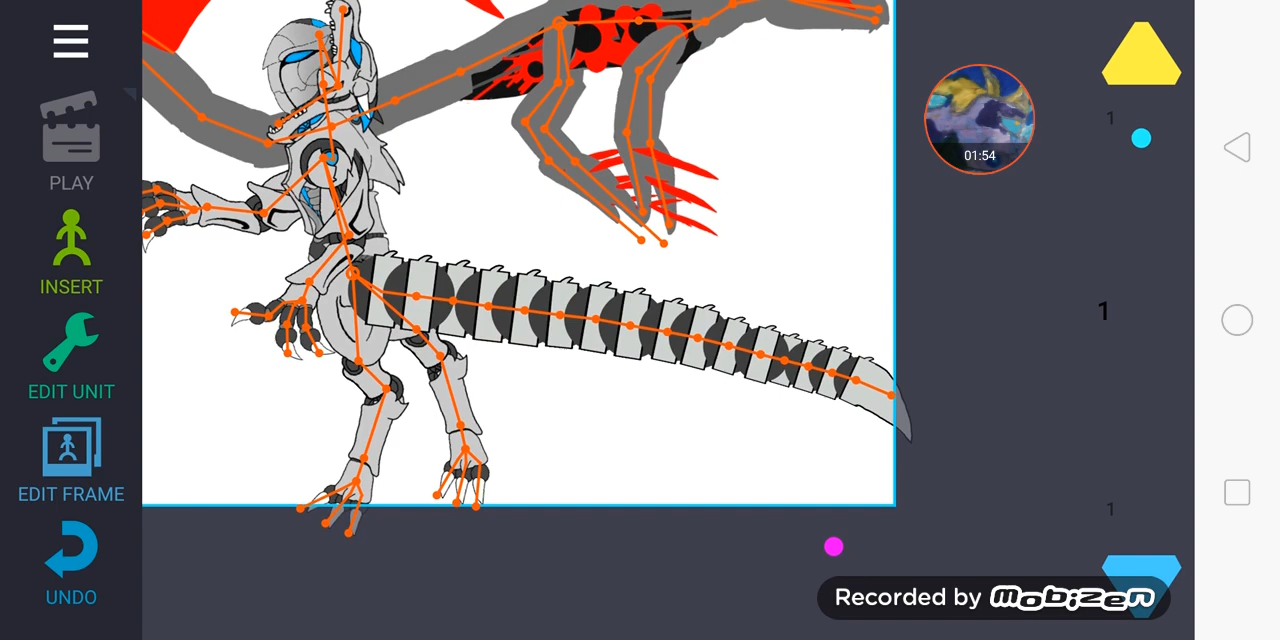 PLAY
INSERT
EDIT UNIT
EDIT FRAME
UNDO
01:54
1
1
1
Recorded by mobizen